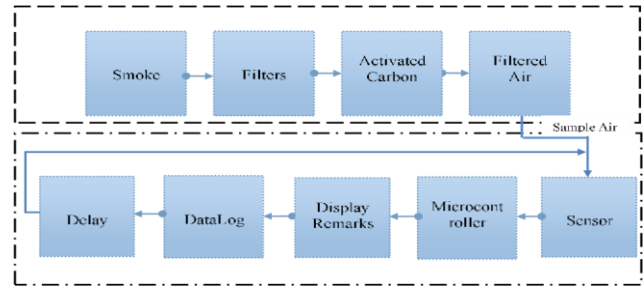 Smoke
Filters
Activated
Carbon
Filtered
Air
Sample Air
Delay
DataLog
Display
Remarks
Microcont
roller
Sensor